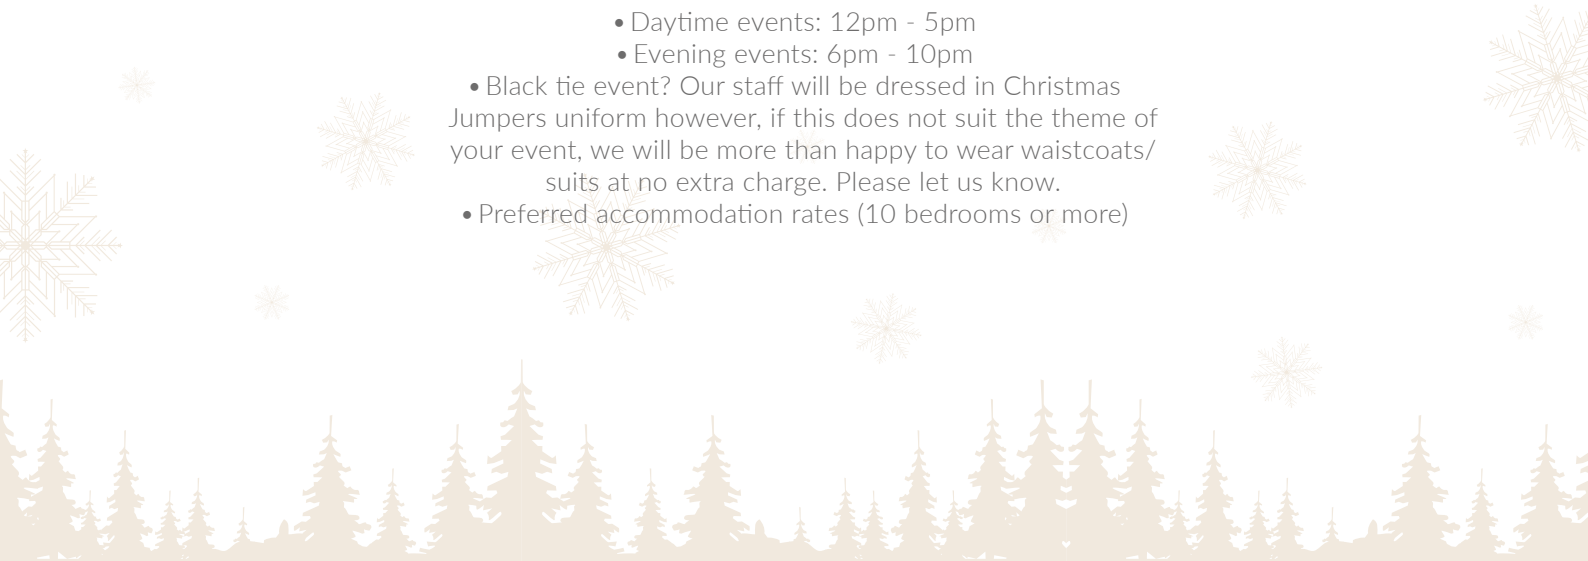 • Daytime events: 12pm - 5pm
• Evening events: 6pm - 10pm
• Black tie event? Our staff will be dressed in Christmas
Jumpers uniform however, if this does not suit the theme of
your event, we will be more than happy to wear waistcoats/
suits at no extra charge. Please let us know.
• Preferred accommodation rates (10 bedrooms or more)